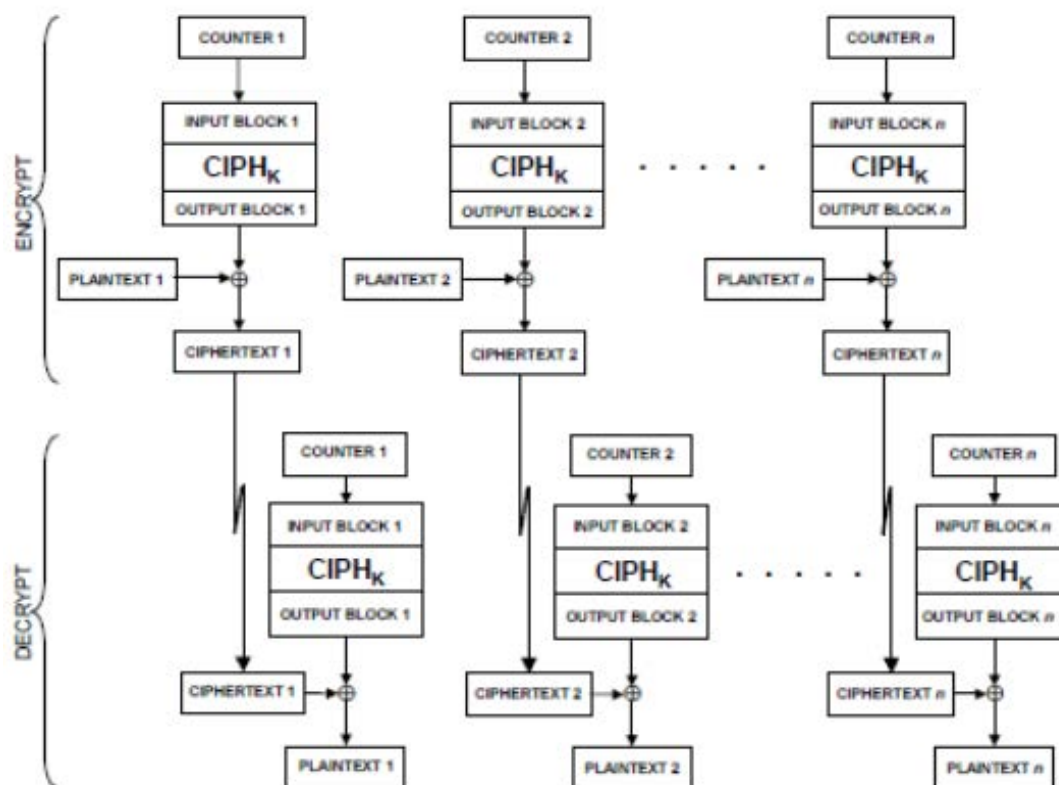 ENCRYPT
COUNTER 1 COUNTER 2 COUNTER n
INPUT BLOCK 1 INPUT BLOCK 2 INPUT BLOCK n
CIPHK CIPHK CIPHK
OUTPUT BLOCK 1 OUTPUT BLOCK 2 OUTPUT BLOCK n
PLAINTEXT 1 PLAINTEXT 2 PLAINTEXT n
CIPHERTEXT 1 CIPHERTEXT 2 CIPHERTEXT n
DECRYPT
COUNTER 1 COUNTER 2 COUNTER n
INPUT BLOCK 1 INPUT BLOCK 2 INPUT BLOCK n
CIPHK CIPHK CIPHK
OUTPUT BLOCK 1 OUTPUT BLOCK 2 OUTPUT BLOCK n
CIPHERTEXT 1 CIPHERTEXT 2 CIPHERTEXT n
PLAINTEXT 1 PLAINTEXT 2 PLAINTEXT n